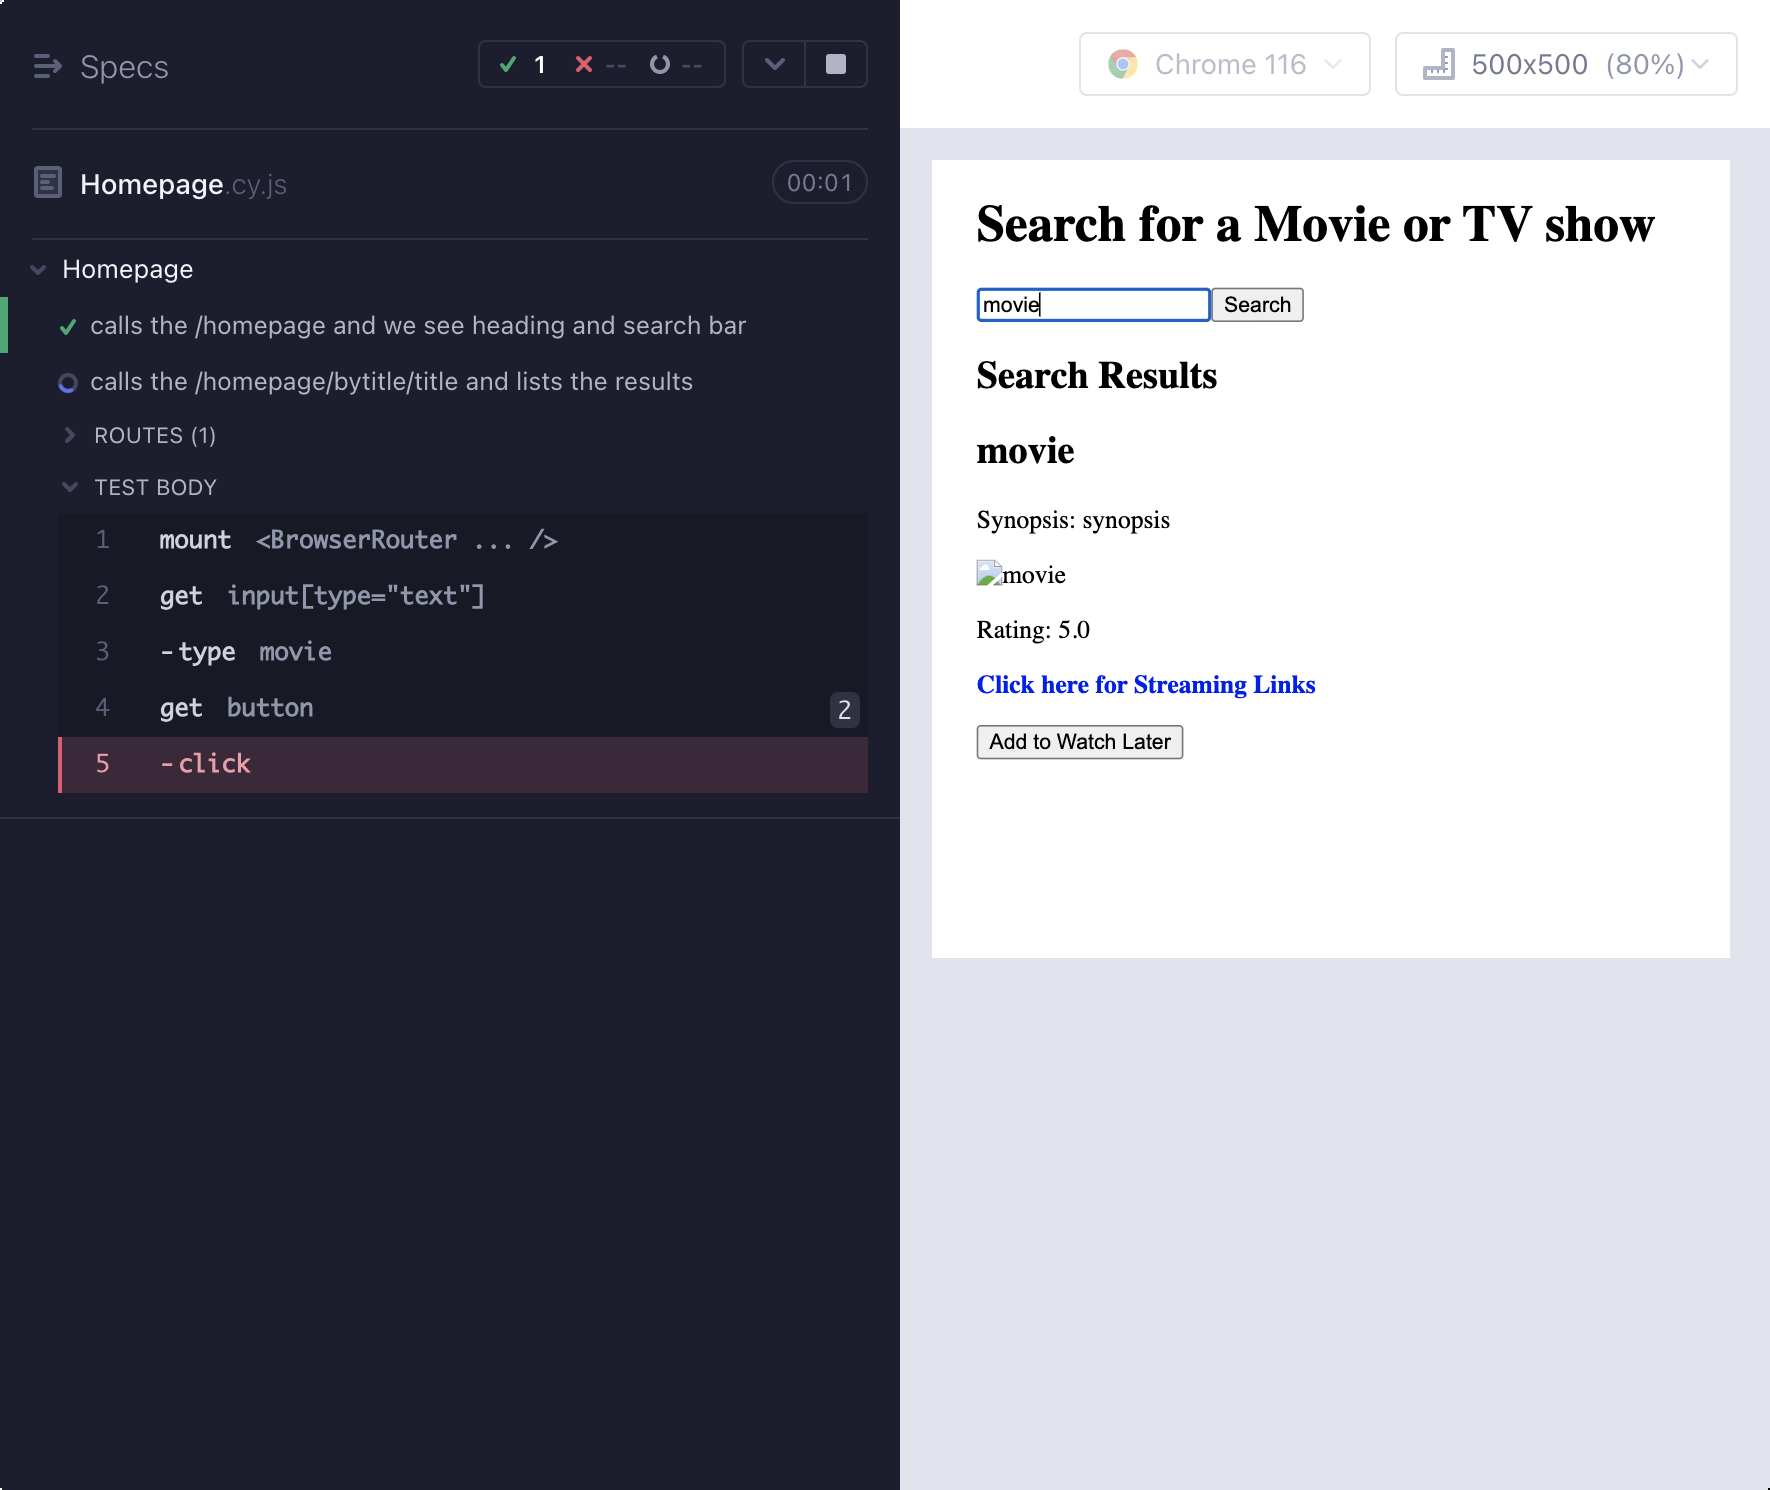 Specs
1 -- --
Homepage.cy.js 00:01
Homepage
calls the /homepage and we see heading and search bar
calls the /homepage/bytitle/title and lists the results
ROUTES (1)
TEST BODY
1 mount <BrowserRouter ... />
2 get input[type="text"]
3 -type movie
4 get button 2
5 -click
Chrome 116
500x500 (80%)
Search for a Movie or TV show
movie Search
Search Results
movie
Synopsis: synopsis
movie
Rating: 5.0
Click here for Streaming Links
Add to Watch Later